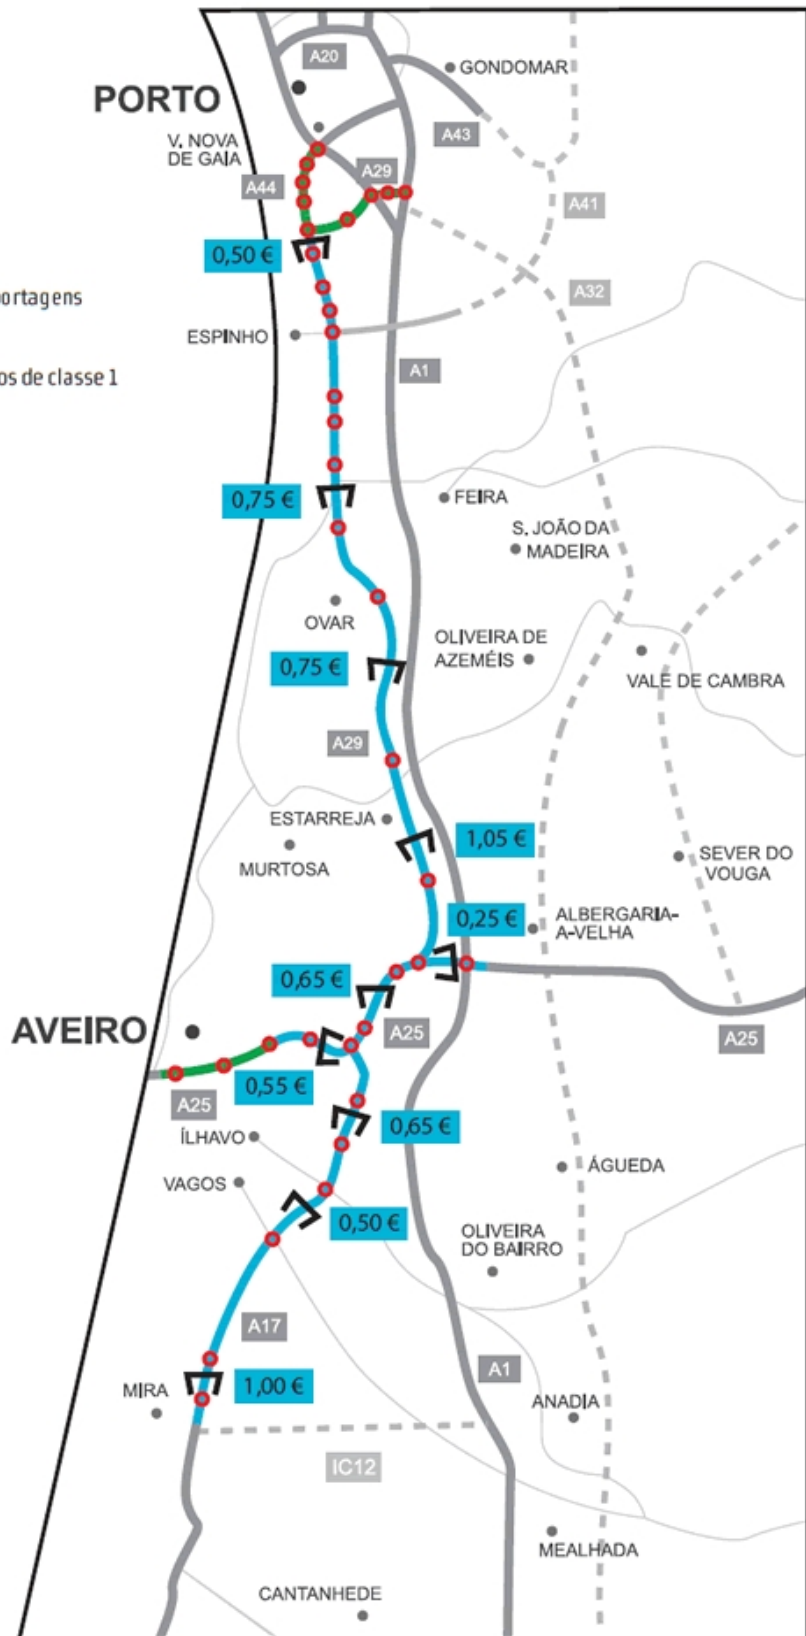 A20
GONDOMAR
PORTO
V. NOVA
DE GAIA
A43
A29
A44
A41
0,50 €
A32
ortagens
ESPINHO
A1
os de classe 1
0,75 €
FEIRA
S. JOÃO DA
MADEIRA
OVAR
OLIVEIRA DE
AZEMÉIS
0,75 €
VALE DE CAMBRA
A29
ESTARREJA
1,05 €
MURTOSA
SEVER DO
VOUGA
0,25 €
ALBERGARIA-
A-VELHA
0,65 €
AVEIRO
A25
A25
0,55 €
A25
ÍLHAVO
0,65 €
VAGOS
ÁGUEDA
0,50 €
OLIVEIRA
DO BAIRRO
A17
A1
MIRA
1,00 €
ANADIA
IC12
MEALHADA
CANTANHEDE